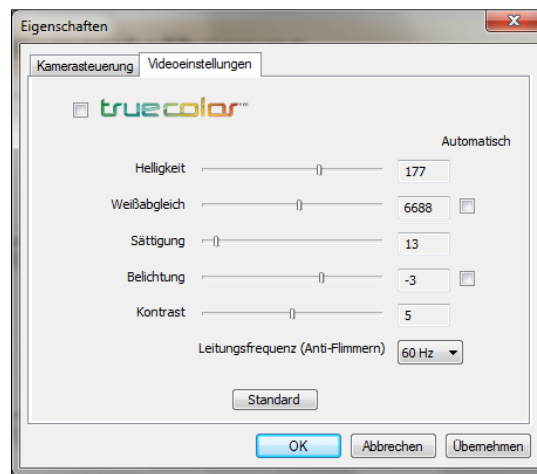 Eigenschaften
Kamerasteuerung Videoeinstellungen
truecolor™
Automatisch
Helligkeit 177
Weißabgleich 6688
Sättigung 13
Belichtung -3
Kontrast 5
Leitungsfrequenz (Anti-Flimmern) 60 Hz
Standard
OK Abbrechen Übernehmen